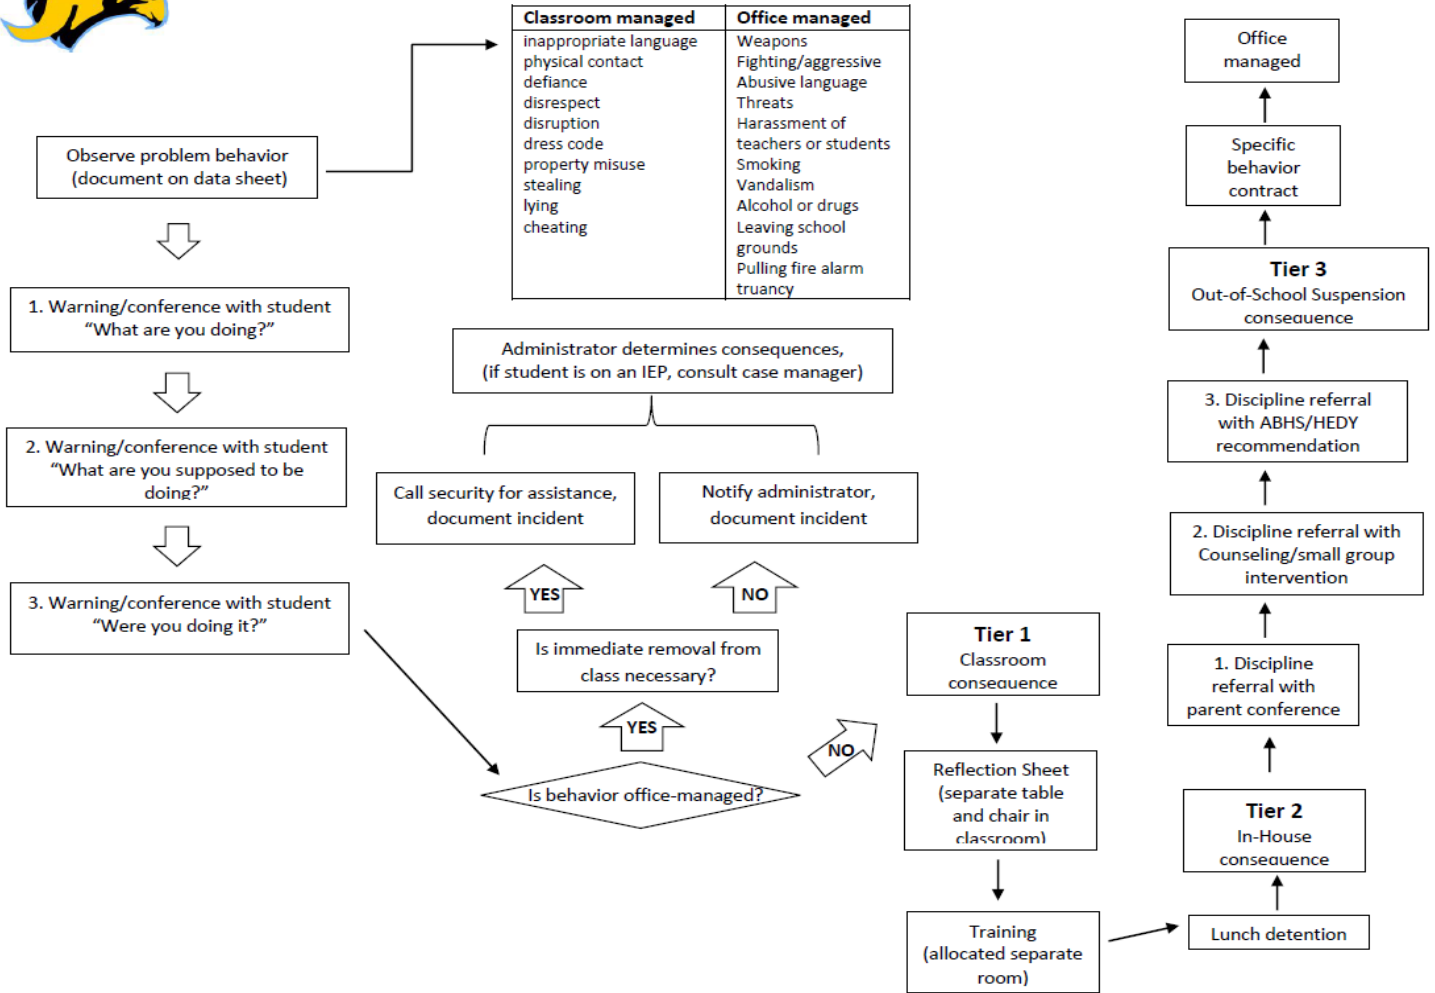 Classroom managed
inappropriate language
physical contact
defiance
disrespect
disruption
dress code
property misuse
stealing
lying
cheating
Office managed
Weapons
Fighting/aggressive
Abusive language
Threats
Harassment of
teachers or students
Smoking
Vandalism
Alcohol or drugs
Leaving school
grounds
Pulling fire alarm
truancy
Observe problem behavior
(document on data sheet)
1. Warning/conference with student
“What are you doing?”
2. Warning/conference with student
“What are you supposed to be
doing?”
3. Warning/conference with student
“Were you doing it?”
Administrator determines consequences,
(if student is on an IEP, consult case manager)
Call security for assistance,
document incident
Notify administrator,
document incident
YES
NO
Is immediate removal from
class necessary?
YES
NO
Is behavior office-managed?
Tier 1
Classroom
consequence
Reflection Sheet
(separate table
and chair in
classroom)
Training
(allocated separate
room)
Lunch detention
Tier 2
In-House
consequence
1. Discipline
referral with
parent conference
2. Discipline referral with
Counseling/small group
intervention
3. Discipline referral
with ABHS/HEDY
recommendation
Tier 3
Out-of-School Suspension
consequence
Specific
behavior
contract
Office
managed